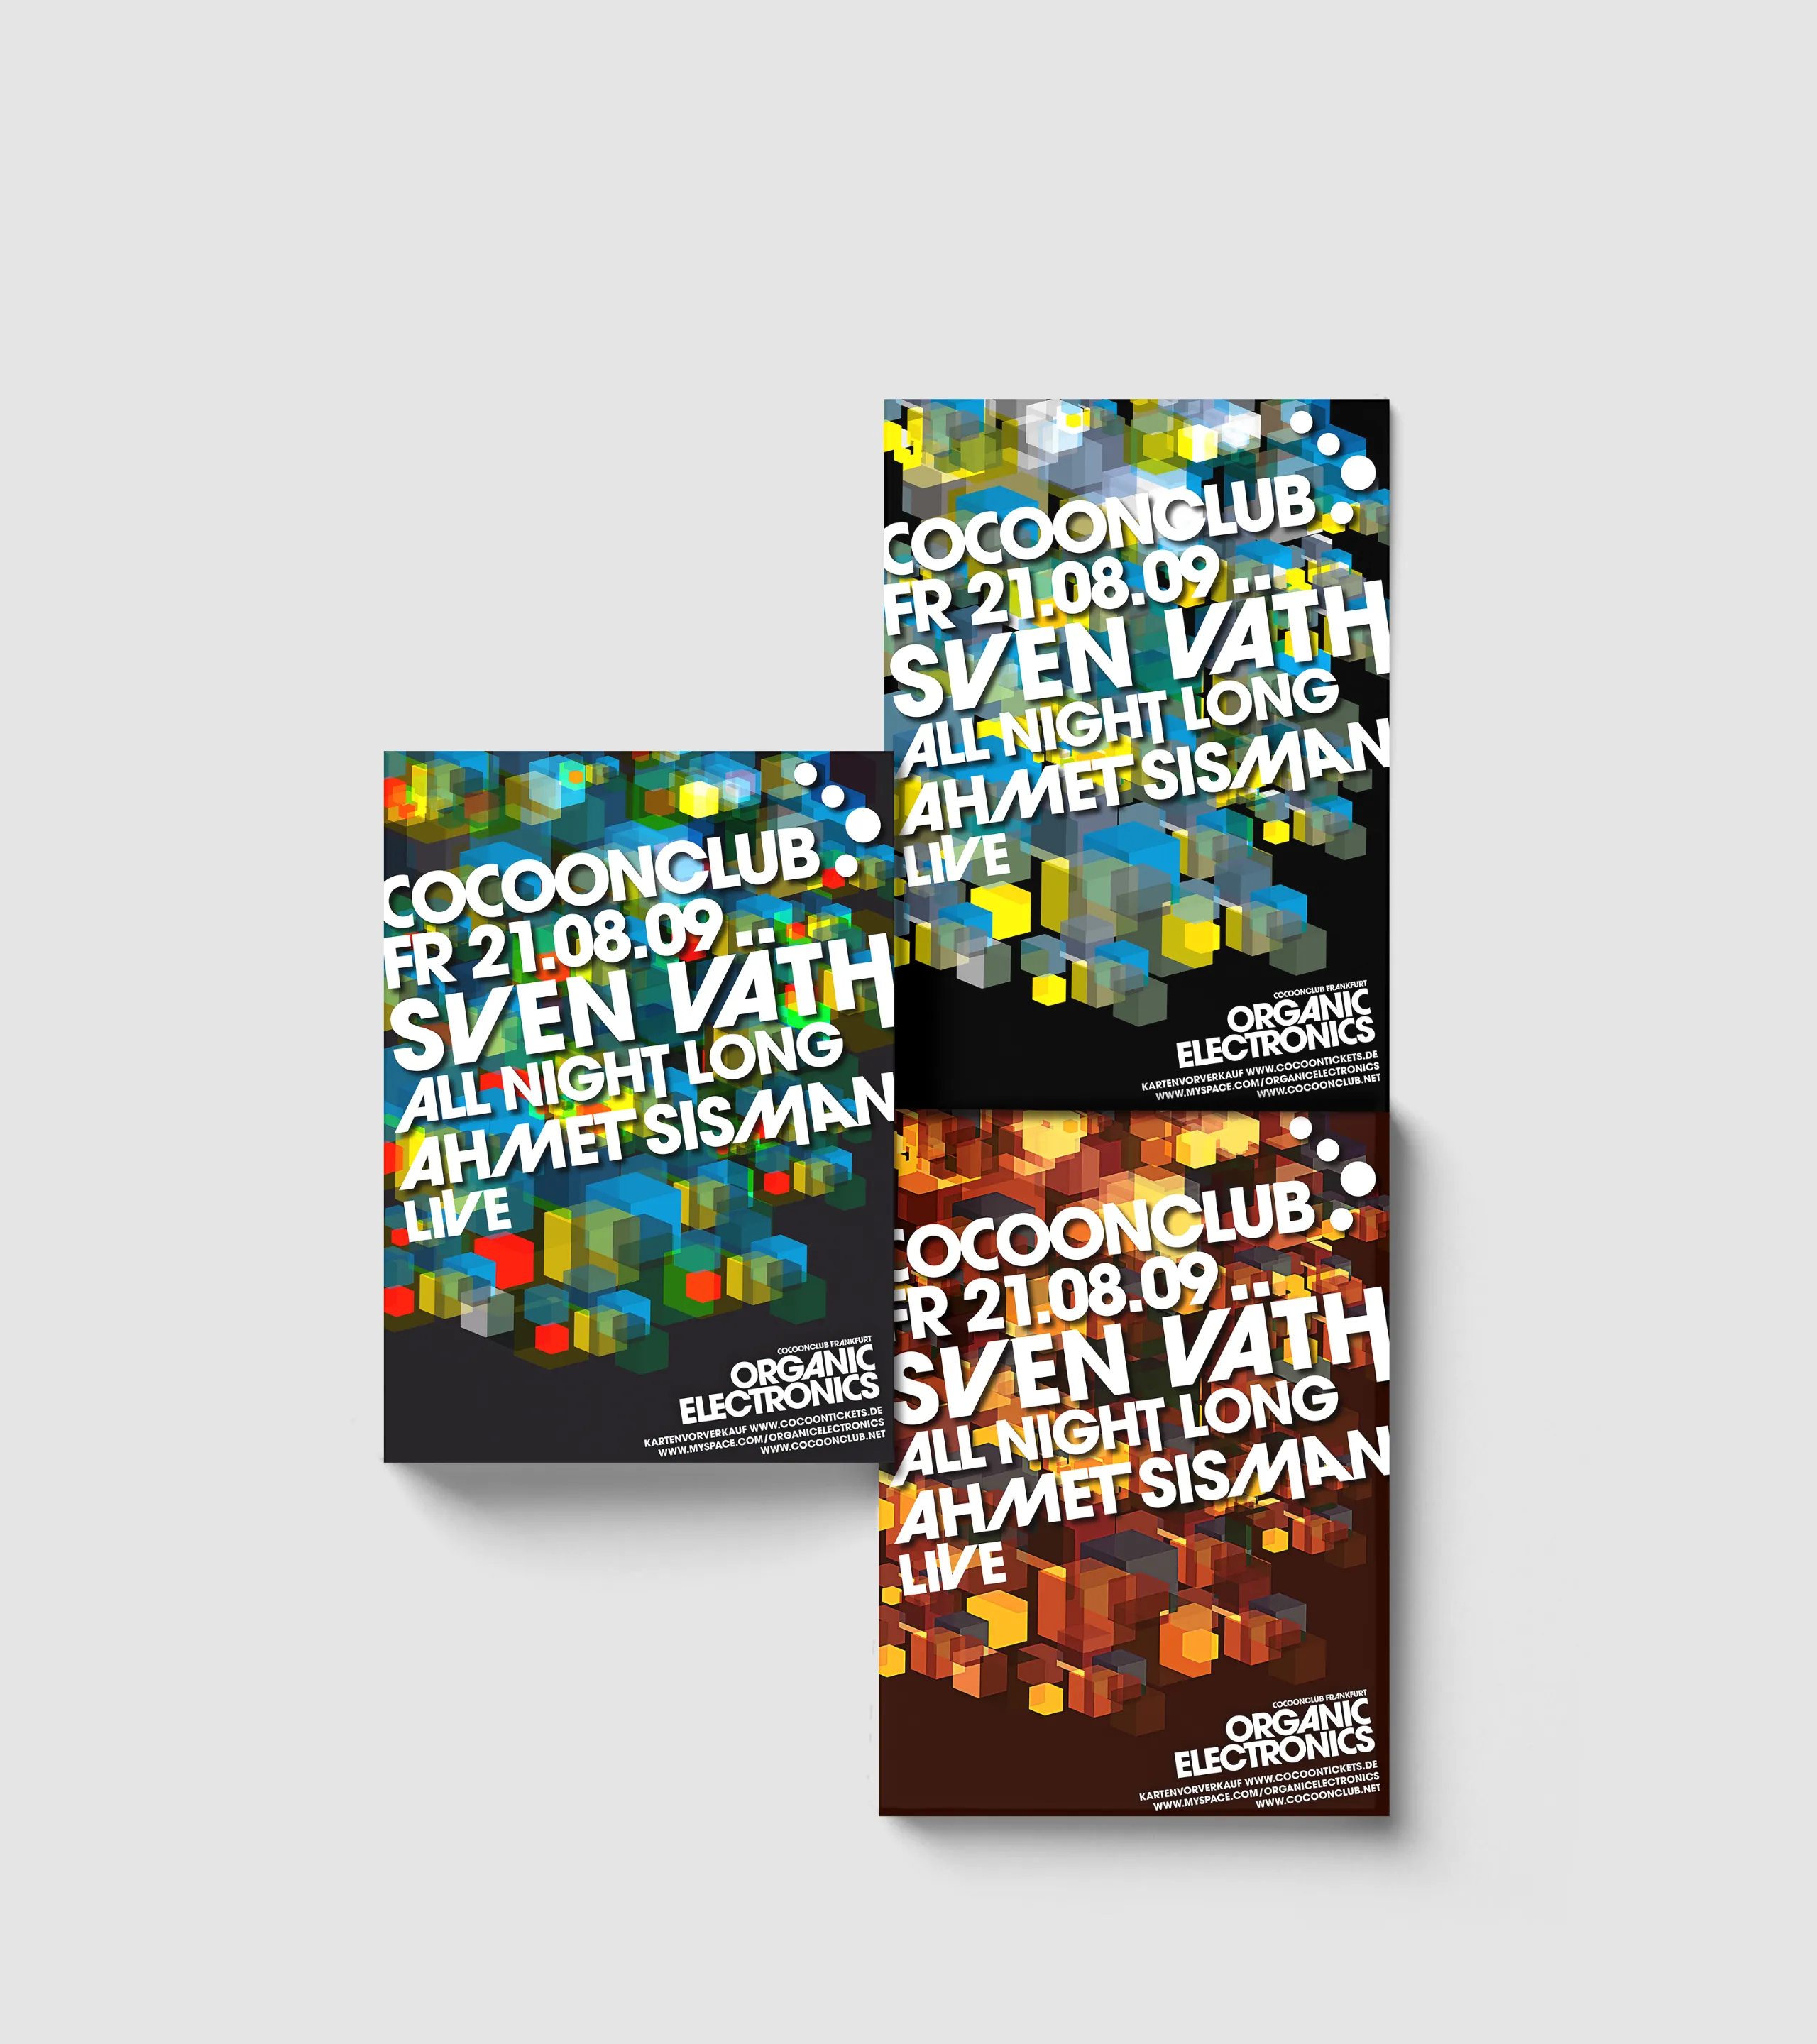 COCOONCLUB
FR 21.08.09
SVEN VÄTH
ALL NIGHT LONG
AHMET SISMAN
LIVE
COCOONCLUB FRANKFURT
ORGANIC
ELECTRONICS
KARTENVORVERKAUF WWW.COCOONTICKETS.DE
WWW.MYSPACE.COM/ORGANICELECTRONICS
WWW.COCOONCLUB.NET
COCOONCLUB
FR 21.08.09
SVEN VÄTH
ALL NIGHT LONG
AHMET SISMAN
LIVE
COCOONCLUB FRANKFURT
ORGANIC
ELECTRONICS
KARTENVORVERKAUF WWW.COCOONTICKETS.DE
WWW.MYSPACE.COM/ORGANICELECTRONICS
WWW.COCOONCLUB.NET
COCOONCLUB
FR 21.08.09
SVEN VÄTH
ALL NIGHT LONG
AHMET SISMAN
LIVE
COCOONCLUB FRANKFURT
ORGANIC
ELECTRONICS
KARTENVORVERKAUF WWW.COCOONTICKETS.DE
WWW.MYSPACE.COM/ORGANICELECTRONICS
WWW.COCOONCLUB.NET